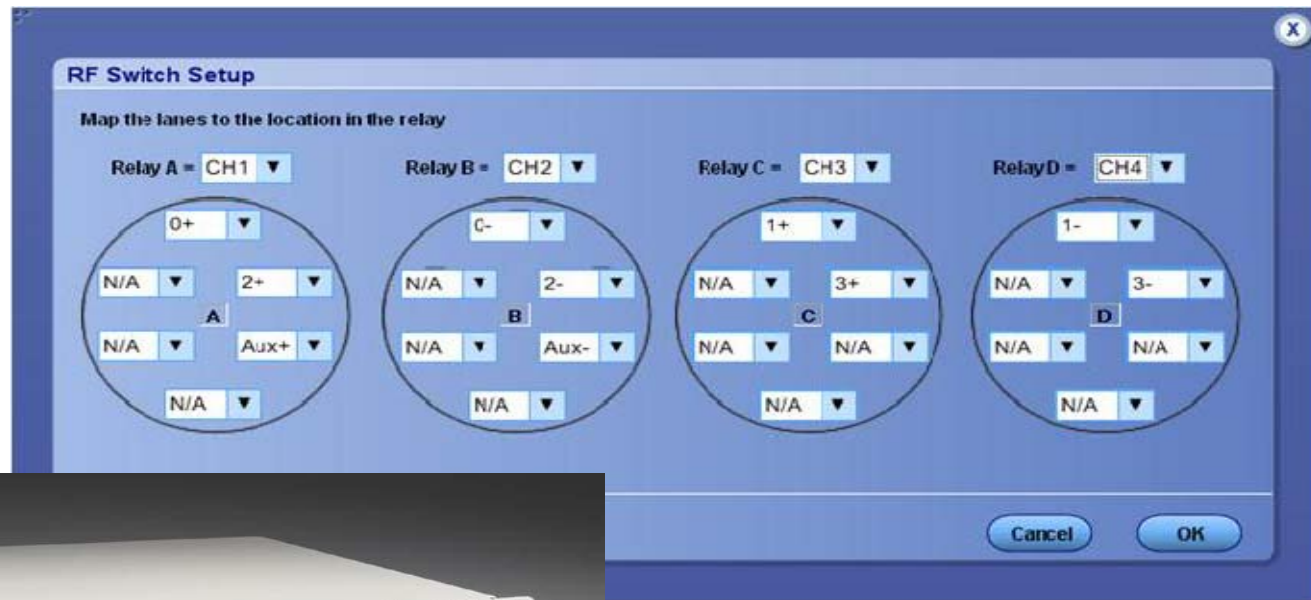 X
RF Switch Setup
Map the lanes to the location in the relay
Relay A = CH1 Relay B = CH2 Relay C = CH3 Relay D = CH4
0+ 0- 1+ 1-
N/A 2+ N/A 2- N/A 3+ N/A 3-
A B C D
N/A Aux+ N/A Aux- N/A N/A N/A N/A
N/A N/A N/A N/A
Cancel OK